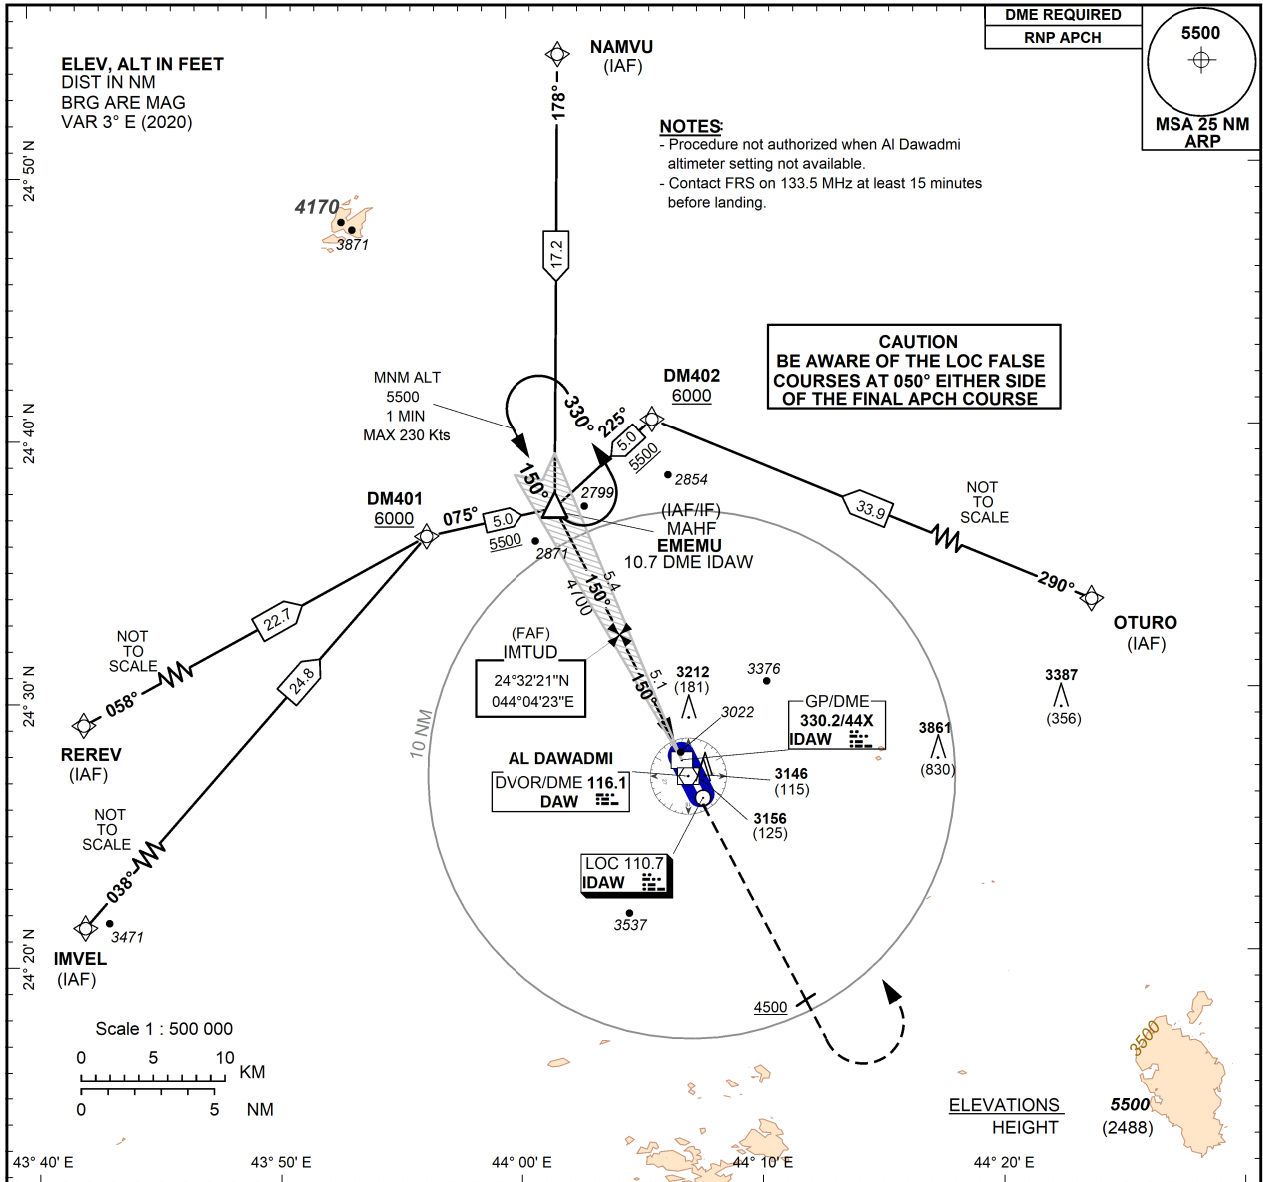 DME REQUIRED
RNP APCH
5500
MSA 25 NM
ARP
ELEV, ALT IN FEET
DIST IN NM
BRG ARE MAG
VAR 3° E (2020)
NAMVU
(IAF)
178°
17.2
NOTES:
- Procedure not authorized when Al Dawadmi
altimeter setting not available.
- Contact FRS on 133.5 MHz at least 15 minutes
before landing.
24° 50' N
4170
3871
CAUTION
BE AWARE OF THE LOC FALSE
COURSES AT 050° EITHER SIDE
OF THE FINAL APCH COURSE
MNM ALT
5500
1 MIN
MAX 230 Kts
330°
225°
5.0
5500
DM402
6000
24° 40' N
150°
2799
2854
DM401
6000
075°
5.0
5500
2871
(IAF/IF)
MAHF
EMEMU
10.7 DME IDAW
33.9
NOT
TO
SCALE
290°
OTURO
(IAF)
5.4
150°
4700
22.7
NOT
TO
SCALE
058°
REREV
(IAF)
24.8
(FAF)
IMTUD
24°32'21"N
044°04'23"E
5.1
150°
24° 30' N
3212
(181)
3376
3022
3387
(356)
GP/DME
330.2/44X
IDAW
3861
(830)
10 NM
AL DAWADMI
DVOR/DME 116.1
DAW
3146
(115)
3156
(125)
NOT
TO
SCALE
038°
IMVEL
(IAF)
3471
LOC 110.7
IDAW
3537
24° 20' N
4500
Scale 1 : 500 000
0 5 10
KM
0 5 NM
3500
ELEVATIONS 5500
HEIGHT (2488)
43° 40' E
43° 50' E
44° 00' E
44° 10' E
44° 20' E